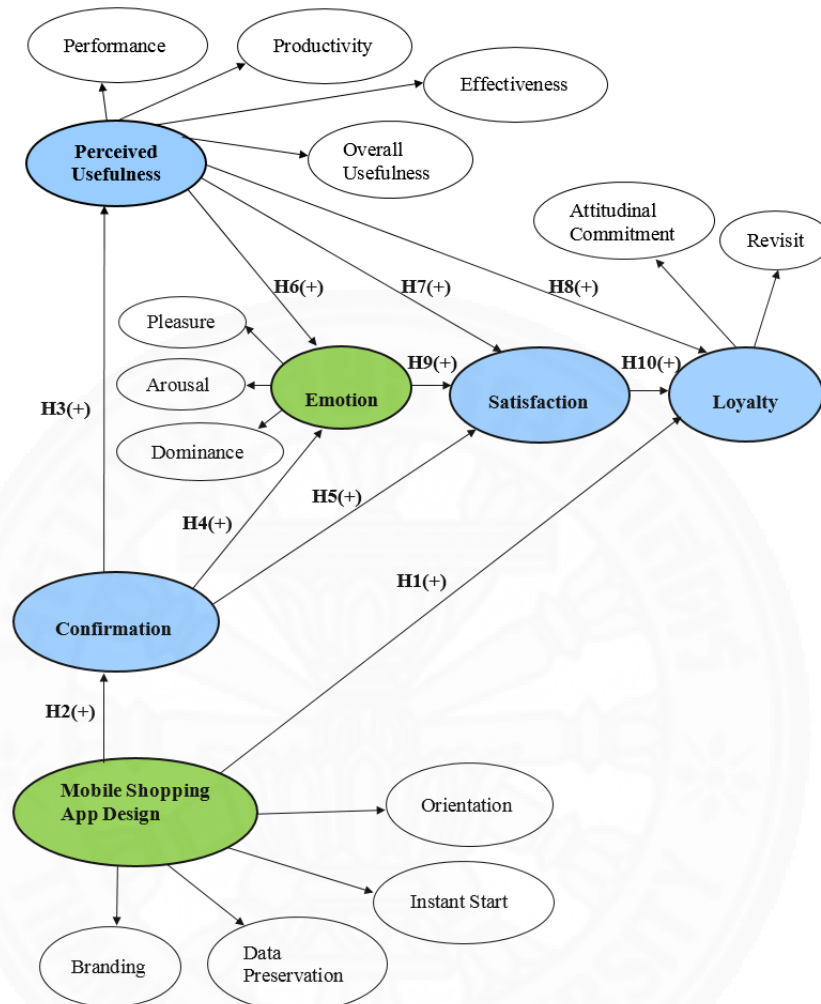 Performance
Productivity
Effectiveness
Perceived
Usefulness
Overall
Usefulness
Attitudinal
Commitment
Revisit
H6(+)
H7(+)
H8(+)
Pleasure
H9(+)
H10(+)
Arousal
Emotion
Satisfaction
Loyalty
H3(+)
Dominance
H4(+)
H5(+)
H1(+)
Confirmation
H2(+)
Mobile Shopping
App Design
Orientation
Instant Start
Branding
Data
Preservation